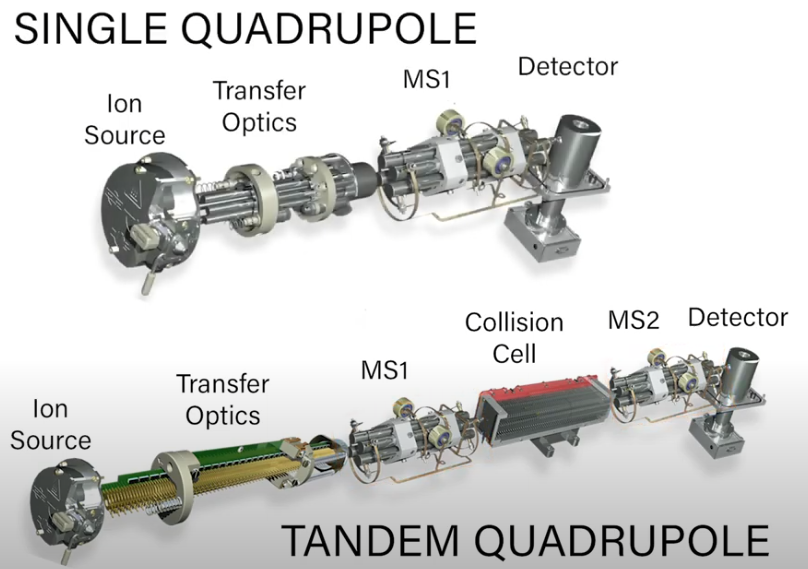 SINGLE QUADRUPOLE
Ion
Source
Transfer
Optics
MS1
Detector
Ion
Source
Transfer
Optics
MS1
Collision
Cell
MS2
Detector
TANDEM QUADRUPOLE